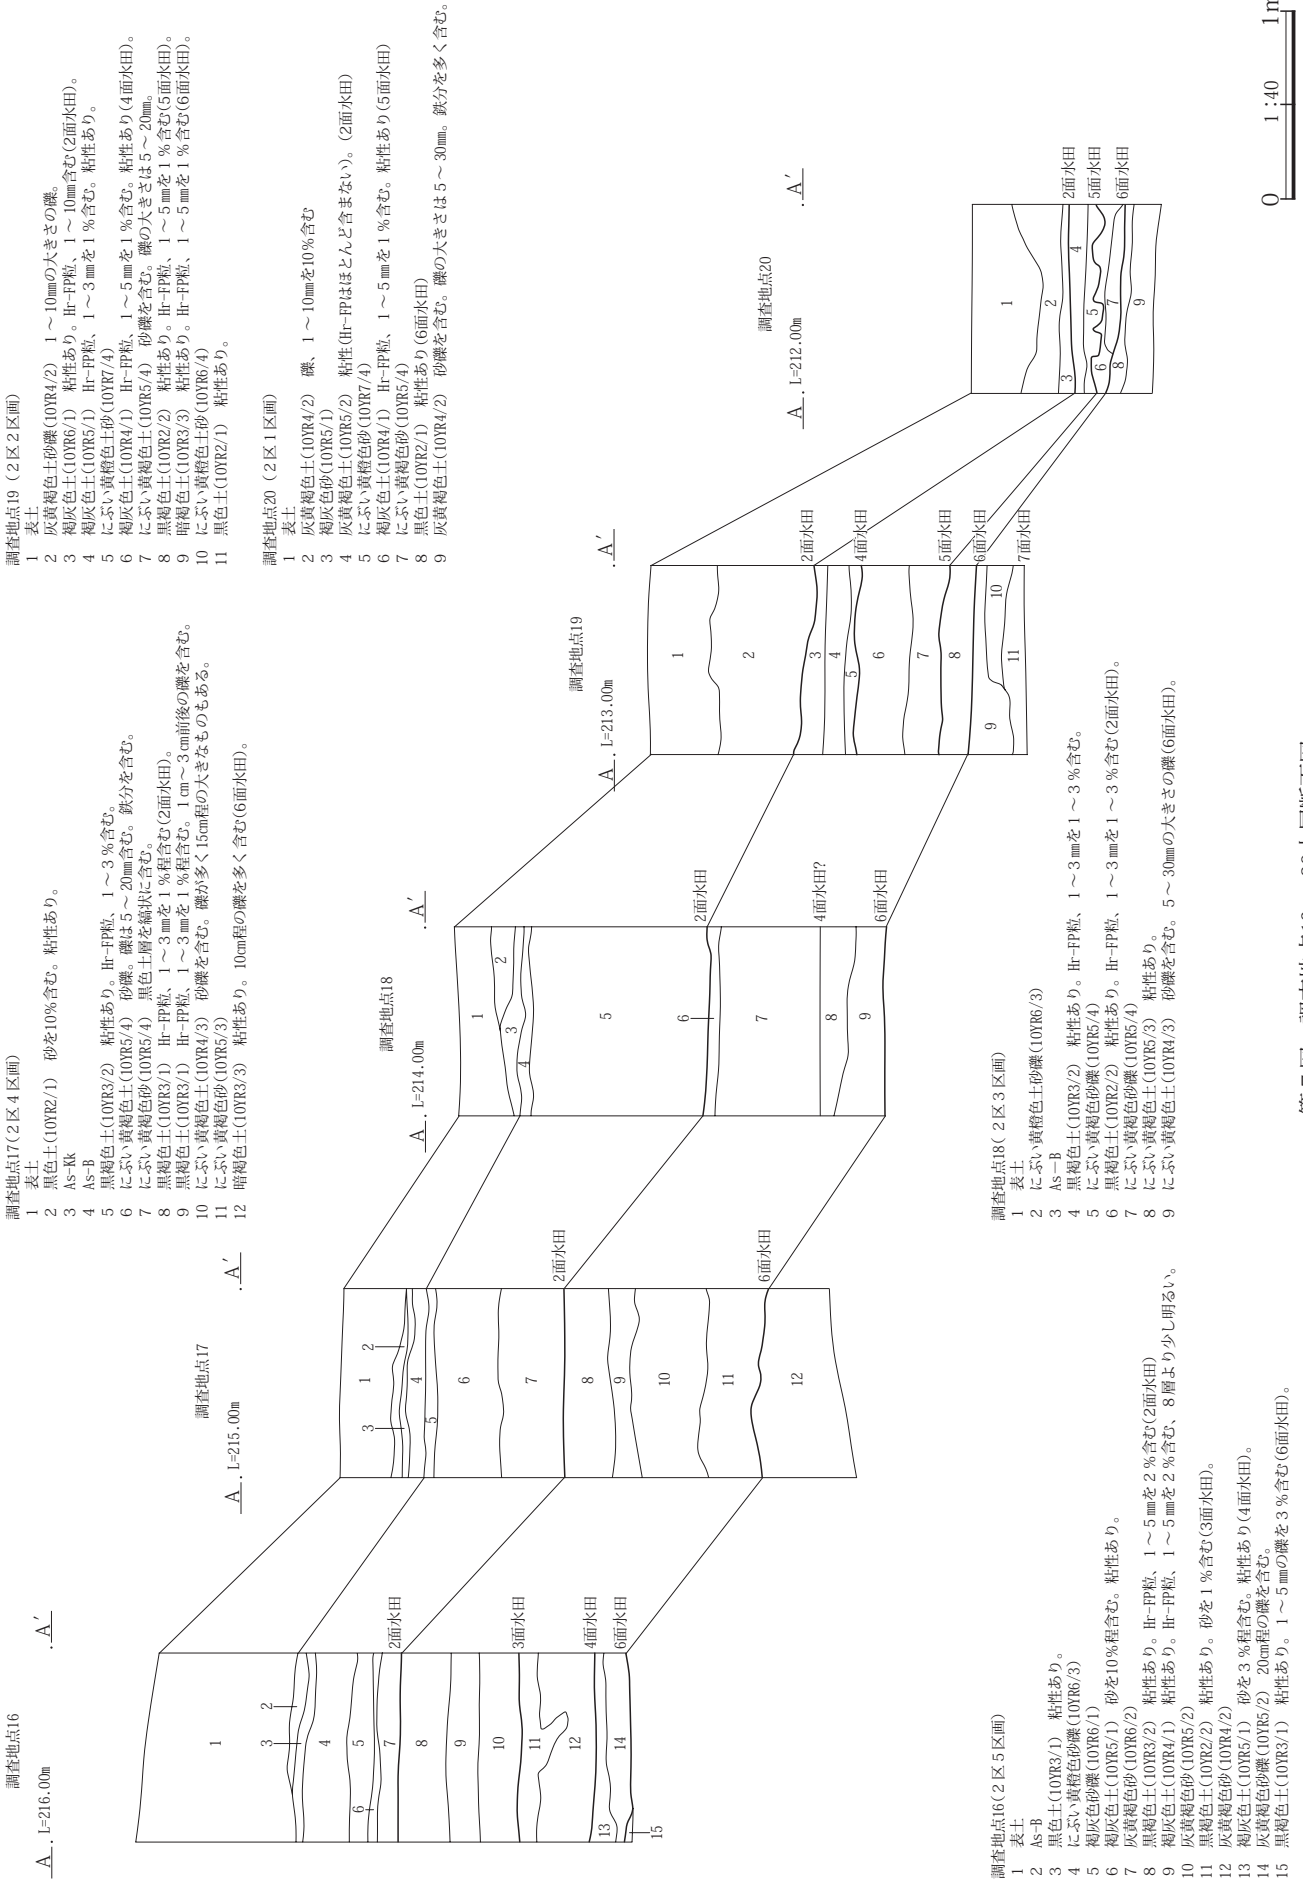 調査地点16
A . L=216.00m . A′
1
2
3
4
5
6
7
8
9
10
11
12
13
14
15
2面水田
3面水田
4面水田
6面水田
調査地点17
A . L=215.00m . A′
1
2
3
4
5
6
7
8
9
10
11
12
2面水田
6面水田
調査地点18
A . L=214.00m . A′
1
2
3
4
5
6
7
8
9
2面水田
4面水田?
6面水田
調査地点19
A . L=213.00m . A′
1
2
3
4
5
6
7
8
9
10
11
2面水田
4面水田
5面水田
6面水田
7面水田
調査地点20
A . L=212.00m . A′
1
2
3
4
5
6
7
8
9
2面水田
5面水田
6面水田
調査地点16(2区5区画)
1 表土
2 As-B
3 黒色土(10YR3/1) 粘性あり。
4 にぶい黄橙色砂礫(10YR6/3)
5 褐灰色砂礫(10YR6/1)
6 褐灰色土(10YR5/1) 砂を10%程含む。粘性あり。
7 灰黄褐色砂(10YR6/2)
8 黒褐色土(10YR3/2) 粘性あり。Hr-FP粒、1~5㎜を2%含む(2面水田)
9 褐灰色土(10YR4/1) 粘性あり。Hr-FP粒、1~5㎜を2%含む、8層より少し明るい。
10 灰黄褐色砂(10YR5/2)
11 黒褐色土(10YR2/2) 粘性あり。砂を1%含む(3面水田)。
12 灰黄褐色砂(10YR4/2)
13 褐灰色土(10YR5/1) 砂を3%程含む。粘性あり(4面水田)。
14 灰黄褐色砂礫(10YR5/2) 20㎝程の礫を含む。
15 黒褐色土(10YR3/1) 粘性あり。1~5㎜の礫を3%含む(6面水田)。
調査地点17(2区4区画)
1 表土
2 黒色土(10YR2/1) 砂を10%含む。粘性あり。
3 As-Kk
4 As-B
5 黒褐色土(10YR3/2) 粘性あり。Hr-FP粒、1~3%含む。
6 にぶい黄褐色土(10YR5/4) 砂礫。礫は5~20㎜含む。鉄分を含む。
7 にぶい黄褐色砂(10YR5/4) 黒色土層を縞状に含む。
8 黒褐色土(10YR3/1) Hr-FP粒、1~3㎜を1%程含む(2面水田)。
9 黒褐色土(10YR3/1) Hr-FP粒、1~3㎜を1%程含む。1㎝~3㎝前後の礫を含む。
10 にぶい黄褐色土(10YR4/3) 砂礫を含む。礫が多く15㎝程の大きなものもある。
11 にぶい黄褐色砂(10YR5/3)
12 暗褐色土(10YR3/3) 粘性あり。10㎝程の礫を多く含む(6面水田)。
調査地点18(2区3区画)
1 表土
2 にぶい黄橙色土砂礫(10YR6/3)
3 As-B
4 黒褐色土(10YR3/2) 粘性あり。Hr-FP粒、1~3㎜を1~3%含む。
5 にぶい黄褐色砂礫(10YR5/4)
6 黒褐色土(10YR2/2) 粘性あり。Hr-FP粒、1~3㎜を1~3%含む(2面水田)。
7 にぶい黄褐色砂礫(10YR5/4)
8 にぶい黄褐色土(10YR5/3) 粘性あり。
9 にぶい黄褐色土(10YR4/3) 砂礫を含む。5~30㎜の大きさの礫(6面水田)。
調査地点19(2区2区画)
1 表土
2 灰黄褐色土砂礫(10YR4/2) 1~10㎜の大きさの礫。
3 褐灰色土(10YR6/1) 粘性あり。Hr-FP粒、1~10㎜含む(2面水田)。
4 褐灰色土(10YR5/1) Hr-FP粒、1~3㎜を1%含む。粘性あり。
5 にぶい黄橙色土砂(10YR7/4)
6 褐灰色土(10YR4/1) Hr-FP粒、1~5㎜を1%含む。粘性あり(4面水田)。
7 にぶい黄褐色土(10YR5/4) 砂礫を含む。礫の大きさは5~20㎜。
8 黒褐色土(10YR2/2) 粘性あり。Hr-FP粒、1~5㎜を1%含む(5面水田)。
9 暗褐色土(10YR3/3) 粘性あり。Hr-FP粒、1~5㎜を1%含む(6面水田)。
10 にぶい黄橙色土砂(10YR6/4)
11 黒色土(10YR2/1) 粘性あり。
調査地点20(2区1区画)
1 表土
2 灰黄褐色土(10YR4/2) 礫、1~10㎜を10%含む
3 褐灰色砂(10YR5/1)
4 灰黄褐色土(10YR5/2) 粘性(Hr-FPはほとんど含まない)。(2面水田)
5 にぶい黄橙色砂(10YR7/4)
6 褐灰色土(10YR4/1) Hr-FP粒、1~5㎜を1%含む。粘性あり(5面水田)
7 にぶい黄褐色砂(10YR5/4)
8 黒色土(10YR2/1) 粘性あり(6面水田)
9 灰黄褐色土(10YR4/2) 砂礫を含む。礫の大きさは5~30㎜。鉄分を多く含む。
0 1:40 1m